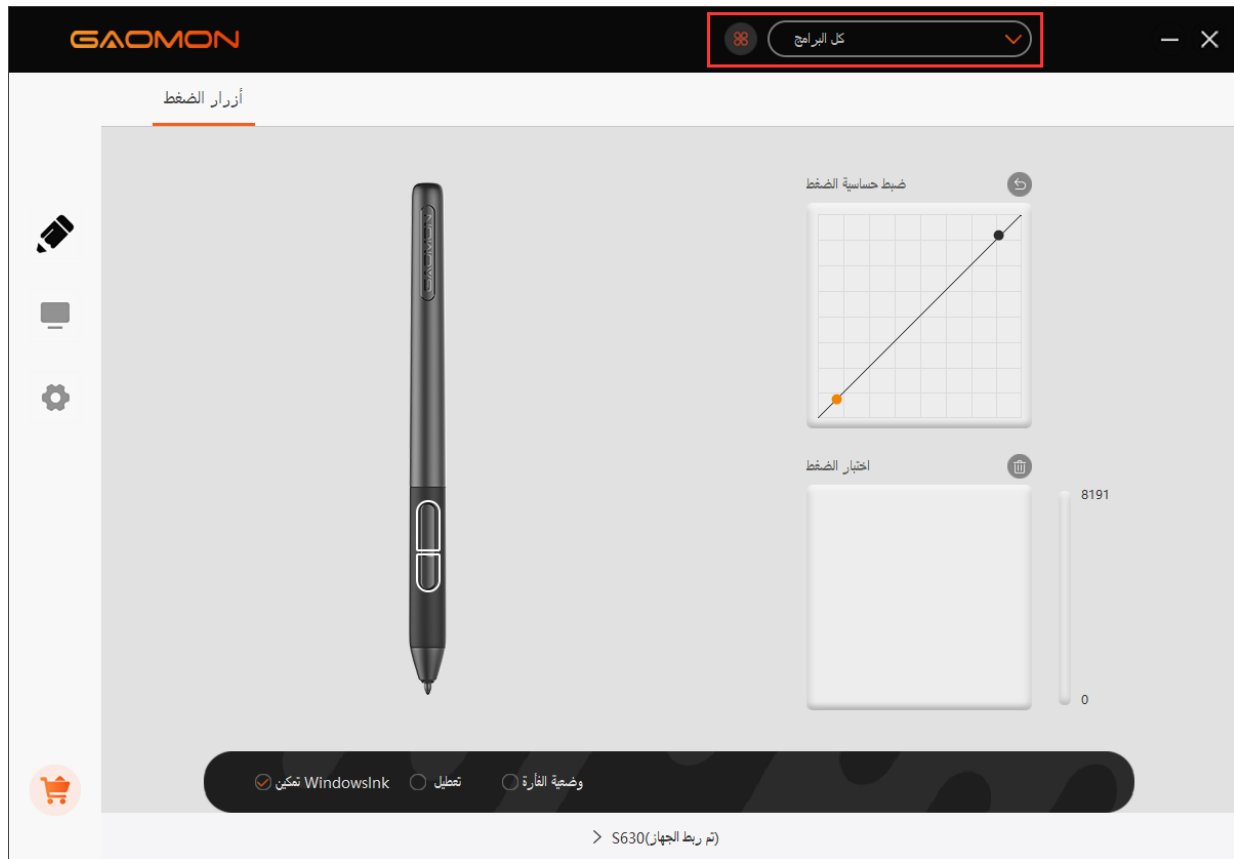 GAOMON
كل البرامج
أزرار الضغط
GAOMON
ضبط حساسية الضغط
اختبار الضغط
8191
0
تمكين WindowsInk
تعطيل
وضعية الفأرة
S630(تم ربط الجهاز)